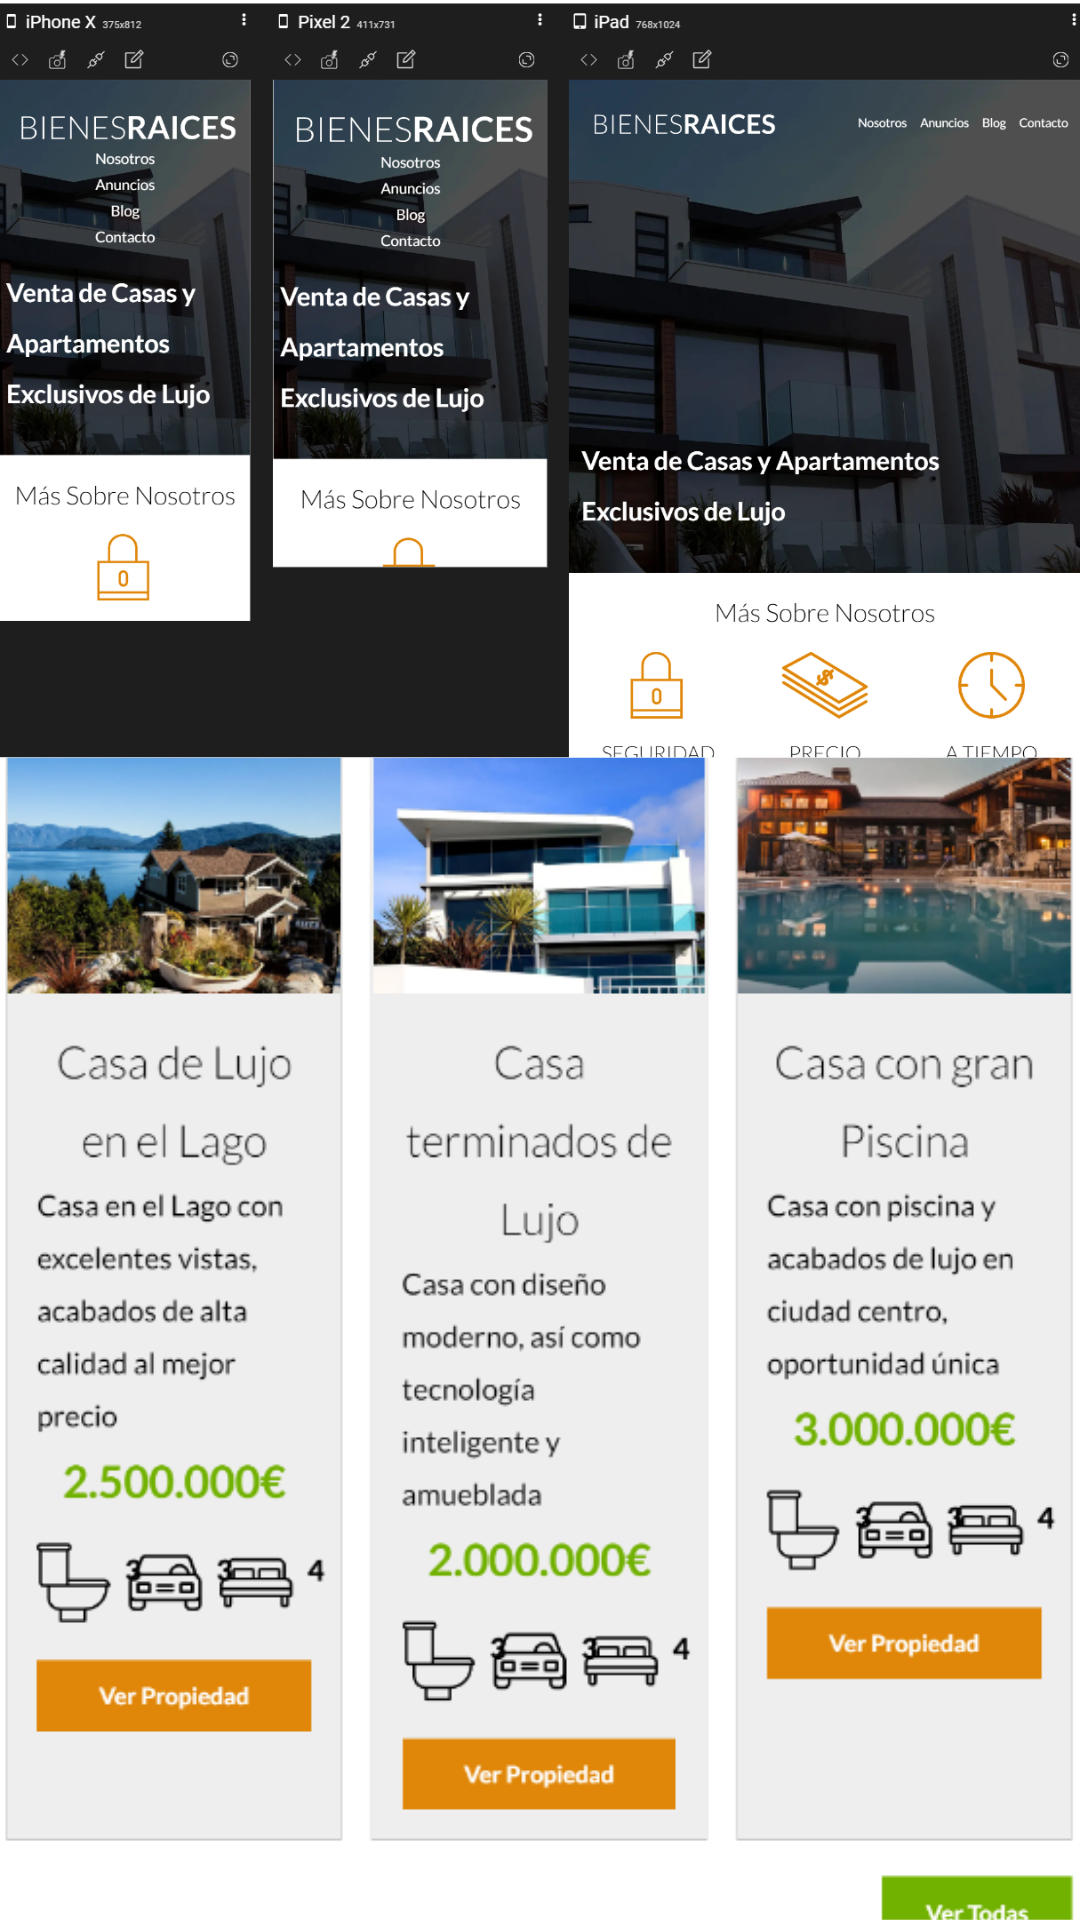 iPhone X 375x812
BIENESRAICES
Nosotros
Anuncios
Blog
Contacto
Venta de Casas y
Apartamentos
Exclusivos de Lujo
Más Sobre Nosotros
0
Pixel 2 411x731
BIENESRAICES
Nosotros
Anuncios
Blog
Contacto
Venta de Casas y
Apartamentos
Exclusivos de Lujo
Más Sobre Nosotros
iPad 768x1024
BIENESRAICES
Nosotros Anuncios Blog Contacto
Venta de Casas y Apartamentos
Exclusivos de Lujo
Más Sobre Nosotros
0 $
SEGURIDAD PRECIO A TIEMPO
Casa de Lujo
en el Lago
Casa en el Lago con
excelentes vistas,
acabados de alta
calidad al mejor
precio
2.500.000€
3 3 4
Ver Propiedad
Casa
terminados de
Lujo
Casa con diseño
moderno, así como
tecnología
inteligente y
amueblada
2.000.000€
3 3 4
Ver Propiedad
Casa con gran
Piscina
Casa con piscina y
acabados de lujo en
ciudad centro,
oportunidad única
3.000.000€
3 3 4
Ver Propiedad
Ver Todas